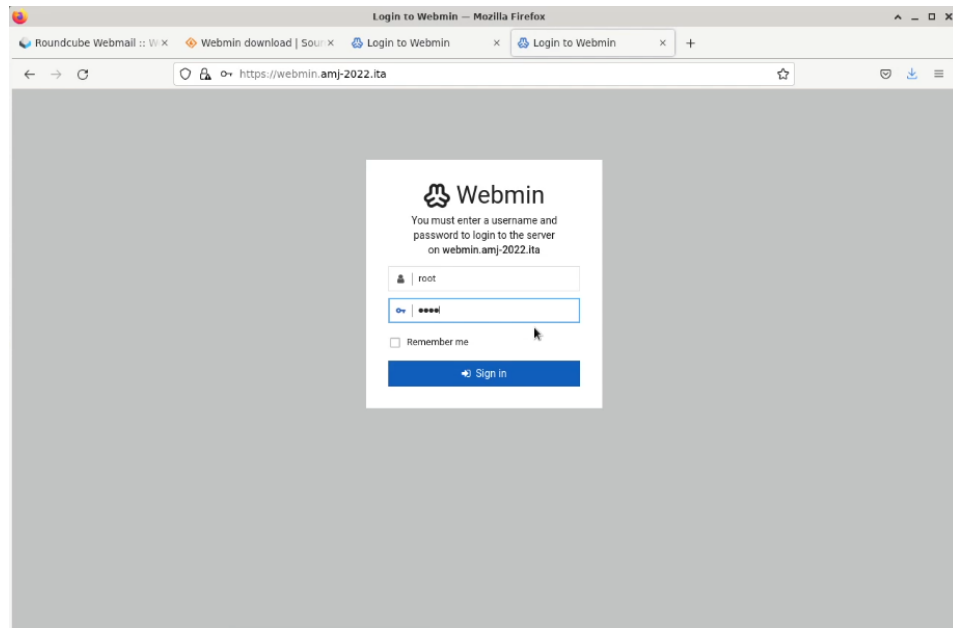 Login to Webmin — Mozilla Firefox
Roundcube Webmail :: W
Webmin download | Sour
Login to Webmin
Login to Webmin
https://webmin.amj-2022.ita
Webmin
You must enter a username and
password to login to the server
on webmin.amj-2022.ita
root
Remember me
Sign in